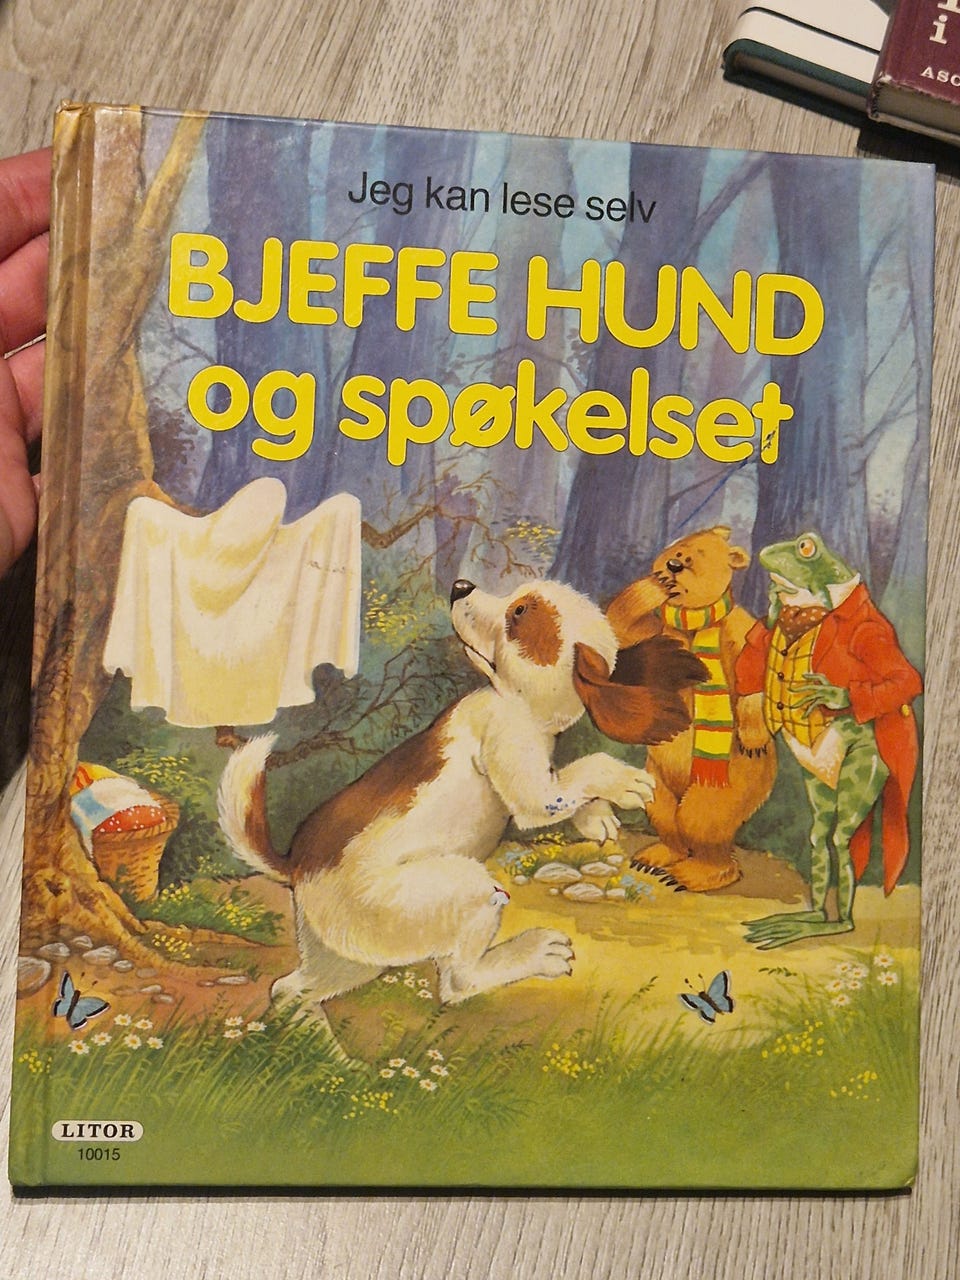 Jeg kan lese selv
BJEFFE HUND
og spøkelset
LITOR
10015
i